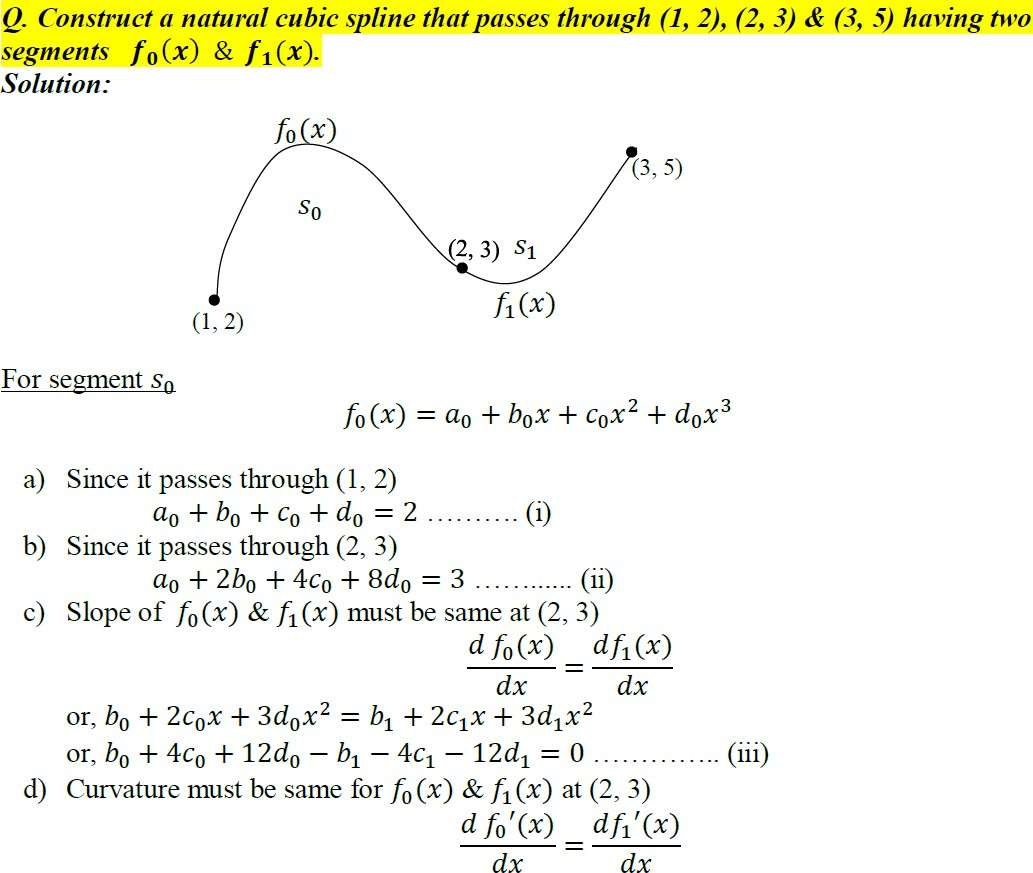 Q. Construct a natural cubic spline that passes through (1, 2), (2, 3) & (3, 5) having two
segments f₀(x) & f₁(x).
Solution:
f₀(x)
(3, 5)
s₀
(2, 3) s₁
f₁(x)
(1, 2)
For segment s₀
f₀(x) = a₀ + b₀x + c₀x² + d₀x³
a) Since it passes through (1, 2)
a₀ + b₀ + c₀ + d₀ = 2 .......... (i)
b) Since it passes through (2, 3)
a₀ + 2b₀ + 4c₀ + 8d₀ = 3 ........... (ii)
c) Slope of f₀(x) & f₁(x) must be same at (2, 3)
d f₀(x)/dx = df₁(x)/dx
or, b₀ + 2c₀x + 3d₀x² = b₁ + 2c₁x + 3d₁x²
or, b₀ + 4c₀ + 12d₀ − b₁ − 4c₁ − 12d₁ = 0 .............. (iii)
d) Curvature must be same for f₀(x) & f₁(x) at (2, 3)
d f₀′(x)/dx = df₁′(x)/dx